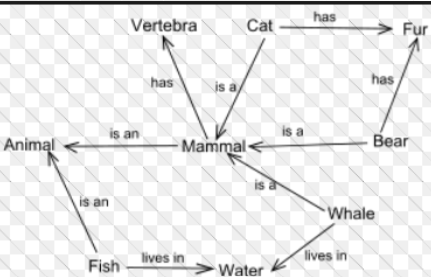 Vertebra
Cat
has
Fur
has
is a
has
Animal
is an
Mammal
is a
Bear
is an
is a
Whale
Fish
lives in
Water
lives in